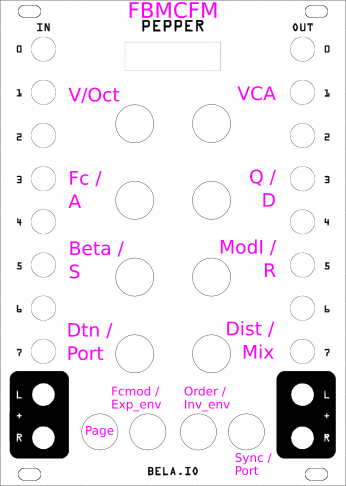 FBMCFM
IN PEPPER OUT
0 0
1 V/Oct VCA 1
2 2
3 Fc / Q / 3
A D
4 4
5 Beta / Modl / 5
S R
6 6
7 Dtn / Dist / 7
Port Mix
L L
+ +
R R
Fcmod / Order /
Exp_env Inv_env
Page
Sync /
Port
BELA.IO